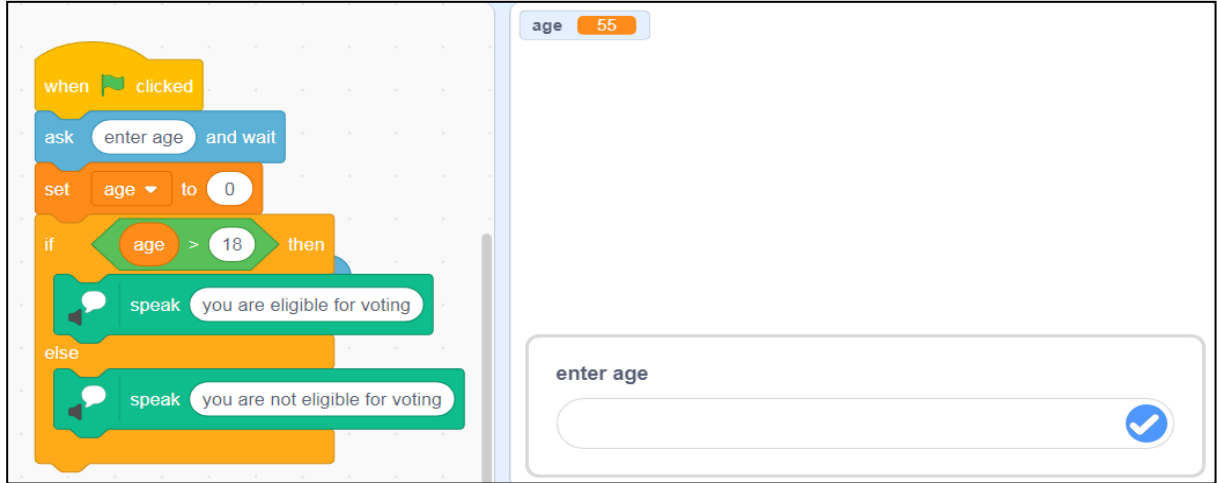 when clicked
ask enter age and wait
set age to 0
if age > 18 then
speak you are eligible for voting
else
speak you are not eligible for voting
age 55
enter age